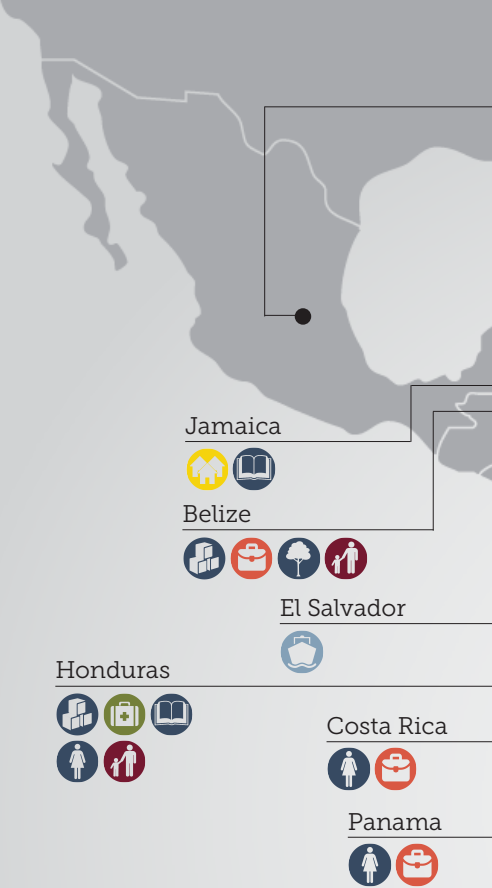 Jamaica
Belize
El Salvador
Honduras
Costa Rica
Panama